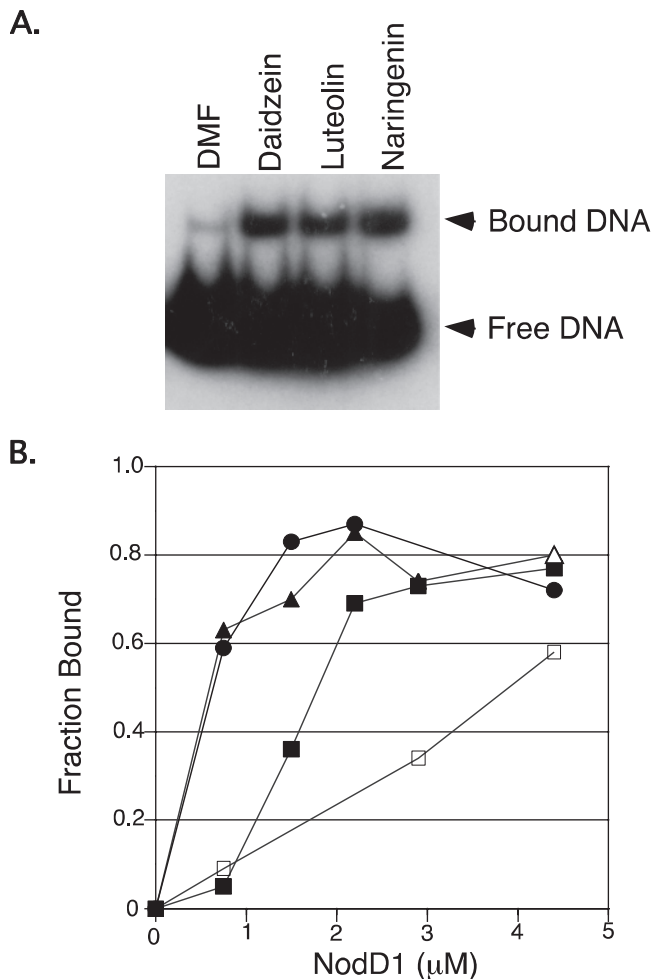 A.
DMF
Daidzein
Luteolin
Naringenin
Bound DNA
Free DNA
B.
1.0
0.8
0.6
0.4
0.2
0
0 1 2 3 4 5
Fraction Bound
NodD1 (μM)